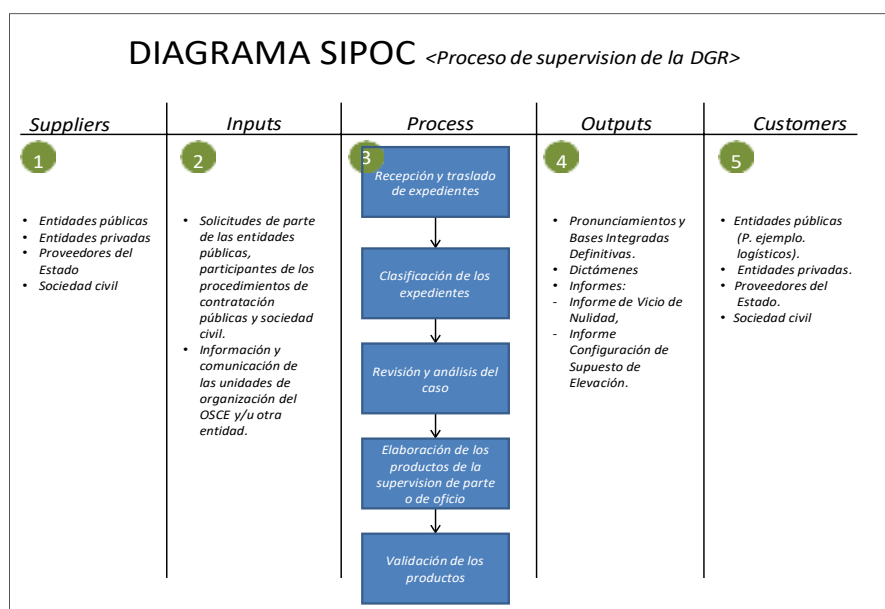 DIAGRAMA SIPOC <Proceso de supervision de la DGR>
Suppliers
Inputs
Process
Outputs
Customers
1
• Entidades públicas
• Entidades privadas
• Proveedores del
Estado
• Sociedad civil
2
• Solicitudes de parte
de las entidades
públicas,
participantes de los
procedimientos de
contratación
públicas y sociedad
civil.
• Información y
comunicación de
las unidades de
organización del
OSCE y/u otra
entidad.
3
Recepción y traslado
de expedientes
Clasificación de los
expedientes
Revisión y análisis del
caso
Elaboración de los
productos de la
supervision de parte
o de oficio
Validación de los
productos
4
• Pronunciamientos y
Bases Integradas
Definitivas.
• Dictámenes
• Informes:
- Informe de Vicio de
Nulidad,
- Informe
Configuración de
Supuesto de
Elevación.
5
• Entidades públicas
(P. ejemplo.
logísticos).
• Entidades privadas.
• Proveedores del
Estado.
• Sociedad civil